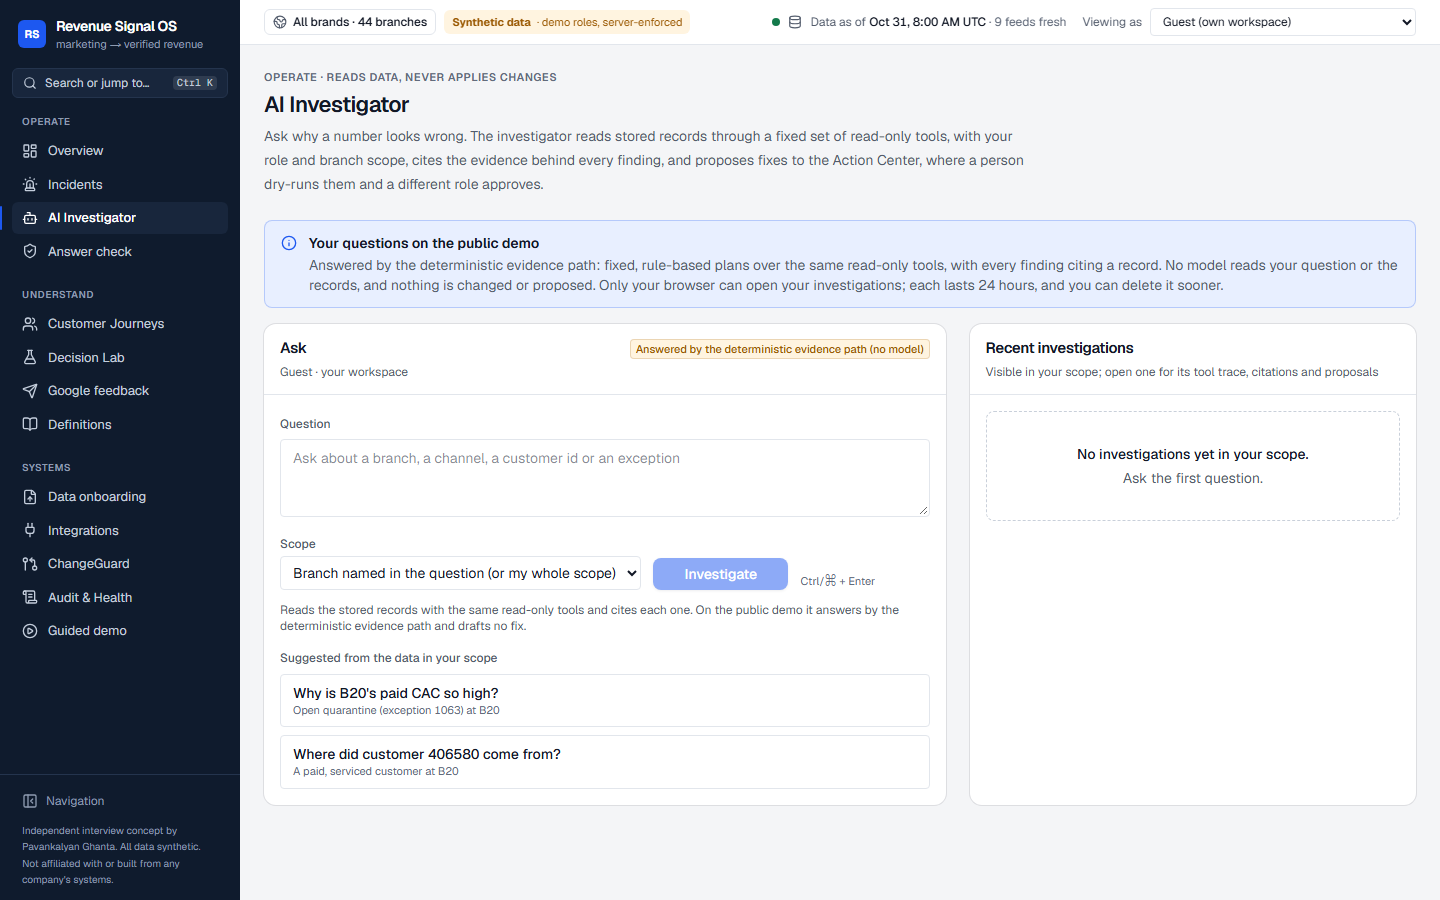 RS
Revenue Signal OS
marketing → verified revenue
Search or jump to...
Ctrl K
OPERATE
Overview
Incidents
AI Investigator
Answer check
UNDERSTAND
Customer Journeys
Decision Lab
Google feedback
Definitions
SYSTEMS
Data onboarding
Integrations
ChangeGuard
Audit & Health
Guided demo
Navigation
Independent interview concept by
Pavankalyan Ghanta. All data synthetic.
Not affiliated with or built from any
company's systems.
All brands · 44 branches
Synthetic data · demo roles, server-enforced
Data as of Oct 31, 8:00 AM UTC · 9 feeds fresh
Viewing as
Guest (own workspace)
OPERATE · READS DATA, NEVER APPLIES CHANGES
AI Investigator
Ask why a number looks wrong. The investigator reads stored records through a fixed set of read-only tools, with your
role and branch scope, cites the evidence behind every finding, and proposes fixes to the Action Center, where a person
dry-runs them and a different role approves.
Your questions on the public demo
Answered by the deterministic evidence path: fixed, rule-based plans over the same read-only tools, with every finding citing a record. No model reads your question or the
records, and nothing is changed or proposed. Only your browser can open your investigations; each lasts 24 hours, and you can delete it sooner.
Ask
Answered by the deterministic evidence path (no model)
Guest · your workspace
Question
Ask about a branch, a channel, a customer id or an exception
Scope
Branch named in the question (or my whole scope)
Investigate
Ctrl/⌘ + Enter
Reads the stored records with the same read-only tools and cites each one. On the public demo it answers by the
deterministic evidence path and drafts no fix.
Suggested from the data in your scope
Why is B20's paid CAC so high?
Open quarantine (exception 1063) at B20
Where did customer 406580 come from?
A paid, serviced customer at B20
Recent investigations
Visible in your scope; open one for its tool trace, citations and proposals
No investigations yet in your scope.
Ask the first question.